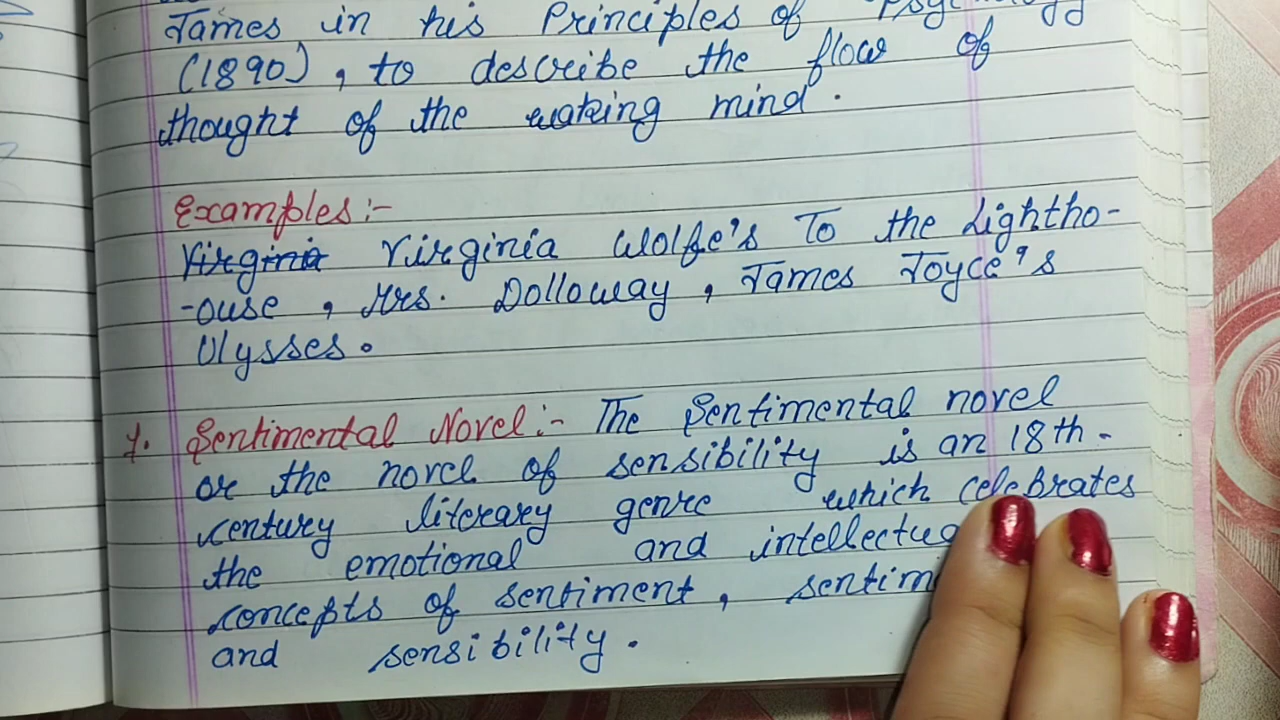 James in his Principles of Psychology
(1890), to describe the flow of
thought of the waking mind.
Examples:-
Virginia Virginia Wolfe's To the Lightho-
-ouse, Mrs. Dolloway, James Joyce's
Ulysses.
7. Sentimental Novel:- The Sentimental novel
or the novel of sensibility is an 18th-
century literary genre which celebrates
the emotional and
concepts of sentiment,
and sensibility.